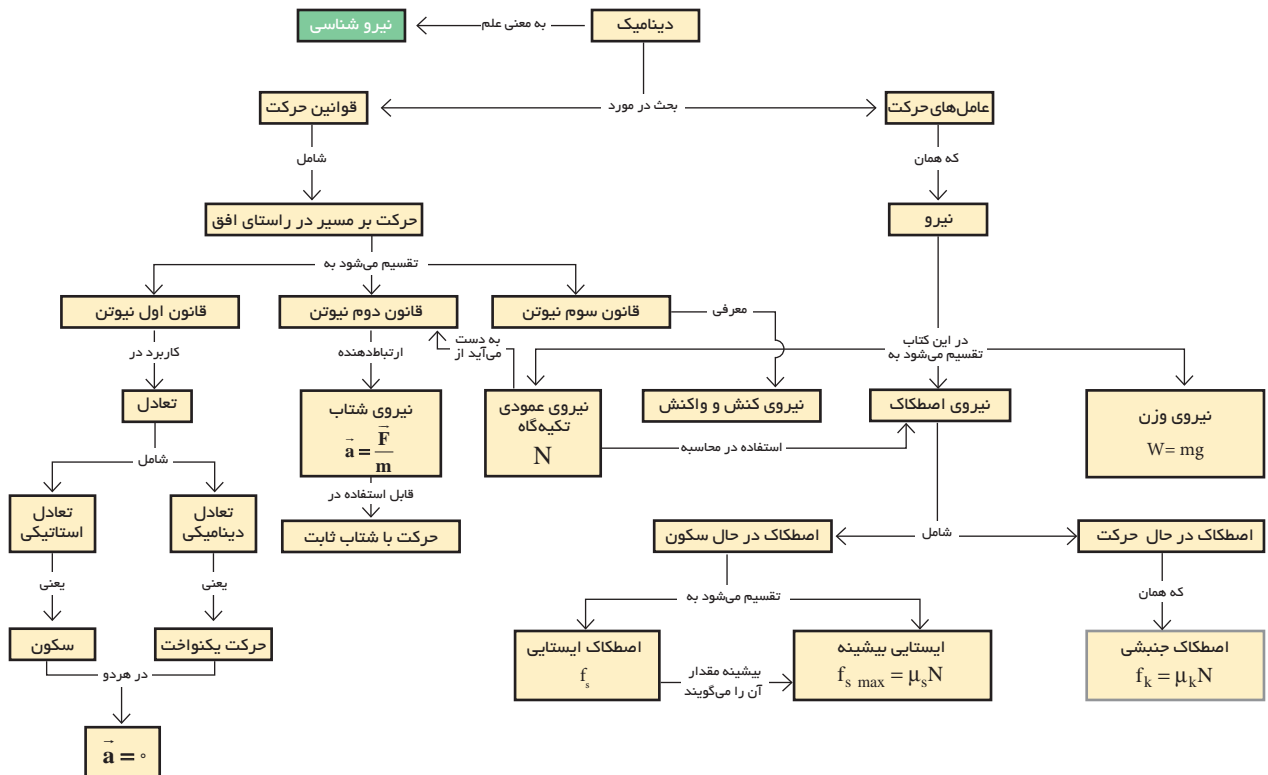 دینامیک
به معنی علم
نیرو شناسی
بحث در مورد
عامل‌های حرکت
قوانین حرکت
که همان
شامل
نیرو
حرکت بر مسیر در راستای افق
تقسیم می‌شود به
قانون سوم نیوتن
قانون دوم نیوتن
قانون اول نیوتن
معرفی
در این کتاب
تقسیم می‌شود به
به دست
می‌آید از
ارتباط‌دهنده
کاربرد در
نیروی وزن
W= mg
نیروی اصطکاک
نیروی کنش و واکنش
نیروی عمودی
تکیه‌گاه
N
نیروی شتاب
a⃗ = F⃗/m
تعادل
استفاده در محاسبه
شامل
قابل استفاده در
تعادل
دینامیکی
تعادل
استاتیکی
حرکت با شتاب ثابت
اصطکاک در حال حرکت
شامل
اصطکاک در حال سکون
یعنی
یعنی
که همان
تقسیم می‌شود به
حرکت یکنواخت
سکون
اصطکاک جنبشی
f_k = μ_kN
ایستایی بیشینه
f_s max = μ_sN
بیشینه مقدار
آن را می‌گویند
اصطکاک ایستایی
f_s
در هردو
a⃗ = ۰